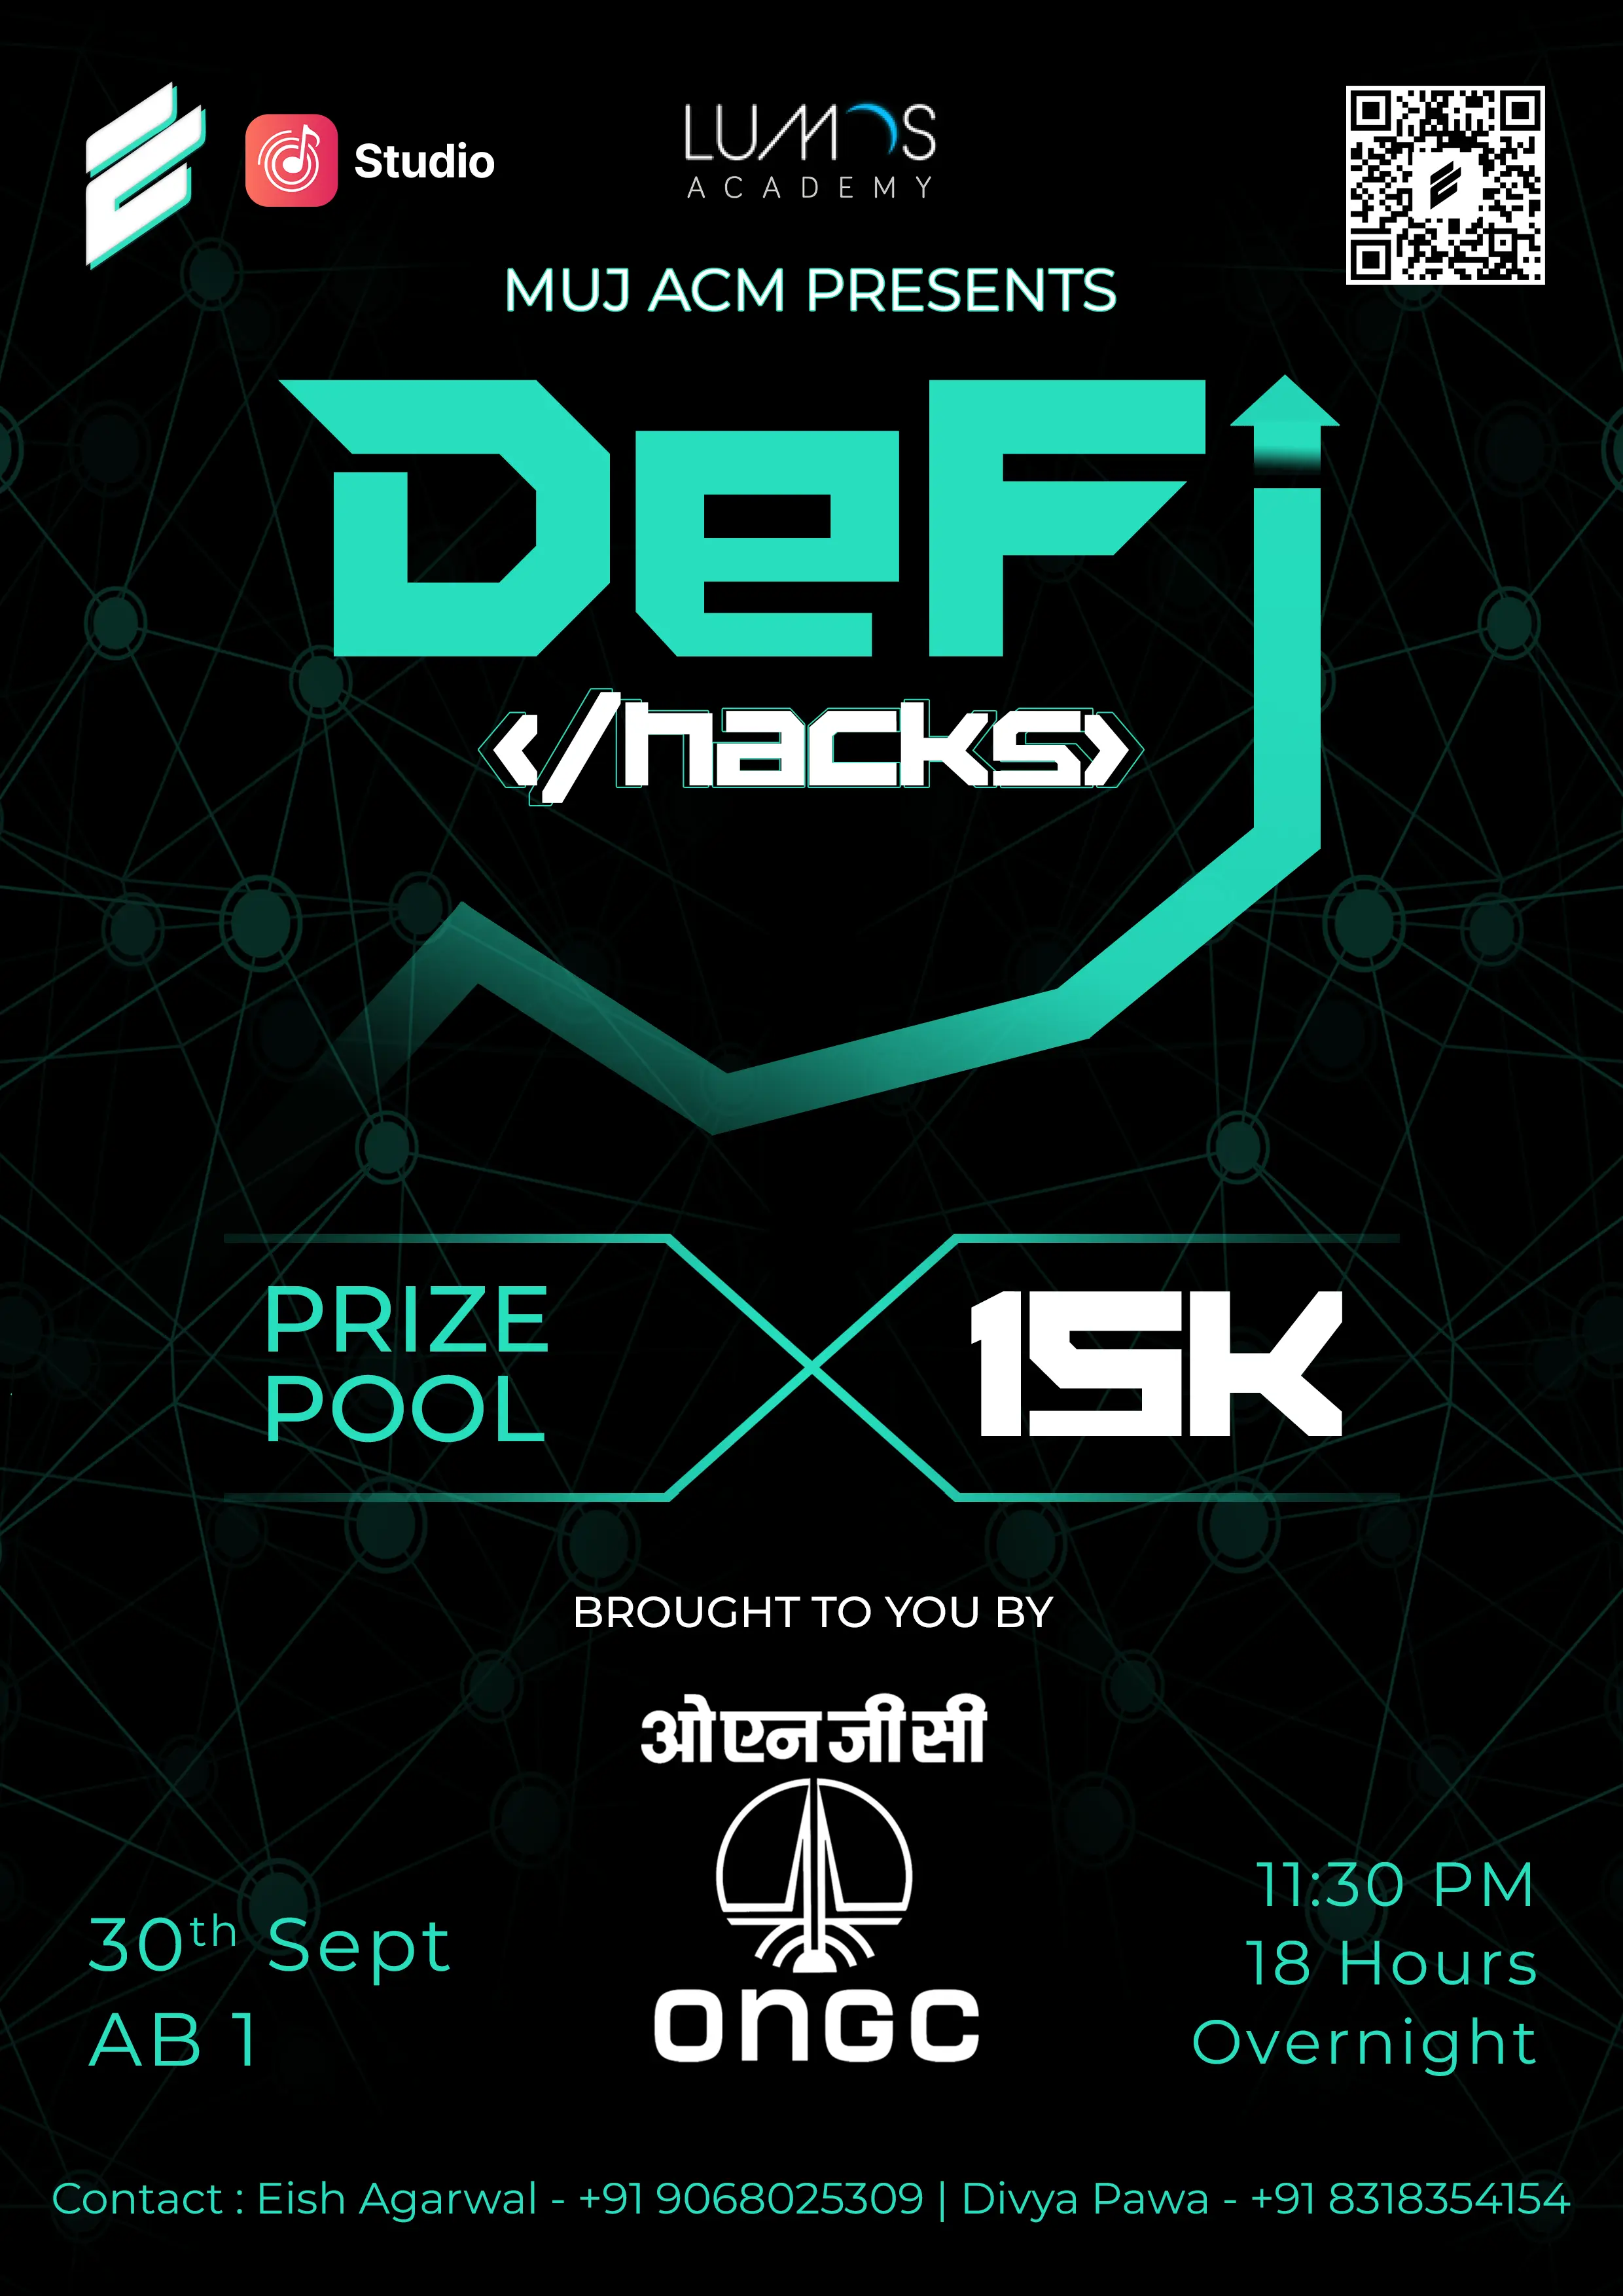 Studio
LUMOS
ACADEMY
MUJ ACM PRESENTS
DeFi
</hacks>
PRIZE
POOL
15K
BROUGHT TO YOU BY
ओएनजीसी
ONGC
30th Sept
AB 1
11:30 PM
18 Hours
Overnight
Contact : Eish Agarwal - +91 9068025309 | Divya Pawa - +91 8318354154